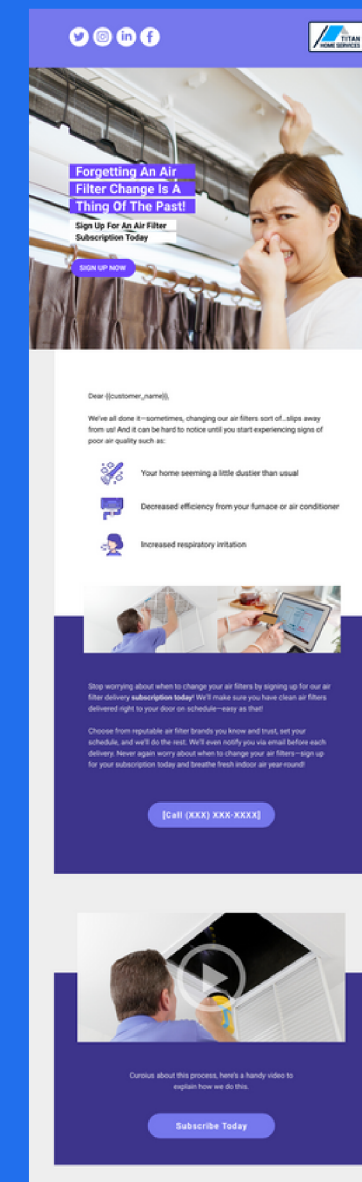 TITAN
HOME SERVICES
Forgetting An Air
Filter Change Is A
Thing Of The Past!
Sign Up For An Air Filter
Subscription Today
SIGN UP NOW
Dear {{customer_name}},
We've all done it—sometimes, changing our air filters sort of...slips away
from us! And it can be hard to notice until you start experiencing signs of
poor air quality such as:
Your home seeming a little dustier than usual
Decreased efficiency from your furnace or air conditioner
Increased respiratory irritation
Stop worrying about when to change your air filters by signing up for our air
filter delivery subscription today! We'll make sure you have clean air filters
delivered right to your door on schedule—easy as that!
Choose from reputable air filter brands you know and trust, set your
schedule, and we'll do the rest. We'll even notify you via email before each
delivery. Never again worry about when to change your air filters—sign up
for your subscription today and breathe fresh indoor air year-round!
[Call (XXX) XXX-XXXX]
Curoius about this process, here's a handy video to
explain how we do this.
Subscribe Today